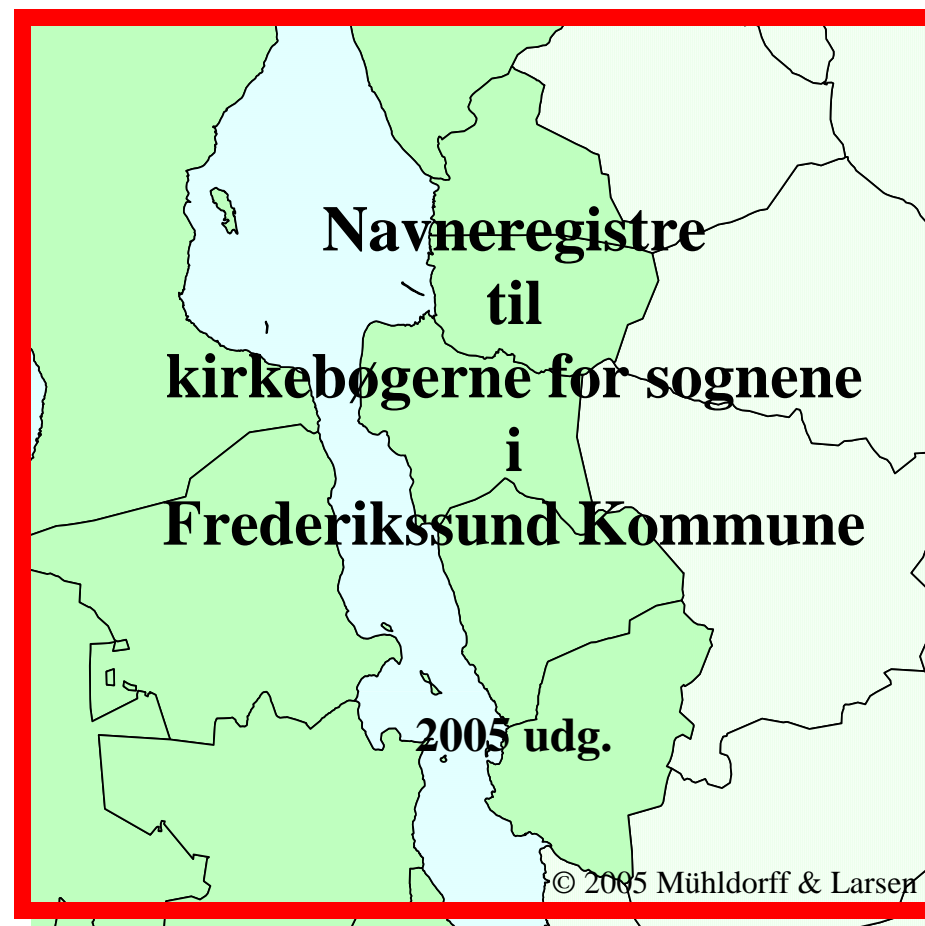 Navneregistre
til
kirkebøgerne for sognene
i
Frederikssund Kommune
2005 udg.
© 2005 Mühldorff & Larsen